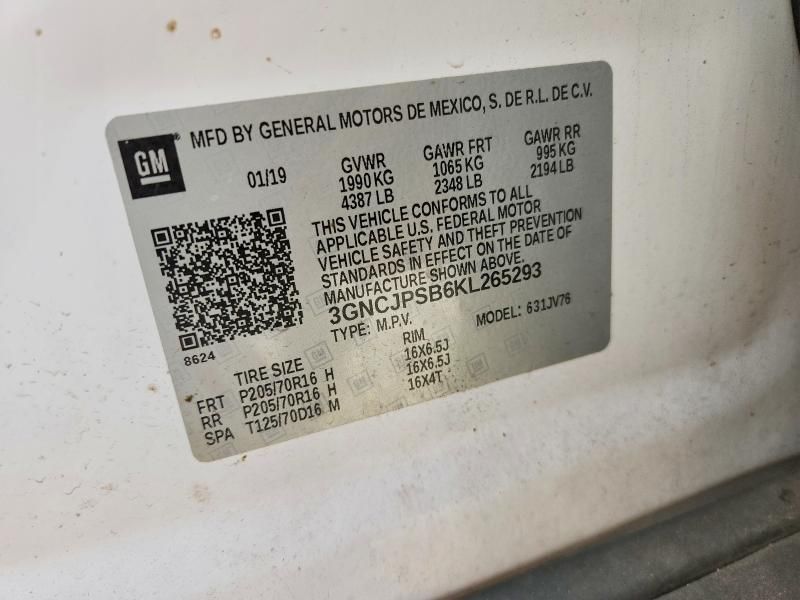 GM
MFD BY GENERAL MOTORS DE MEXICO, S. DE R.L. DE C.V.
01/19 GVWR GAWR FRT GAWR RR
1990 KG 1065 KG 995 KG
4387 LB 2348 LB 2194 LB
THIS VEHICLE CONFORMS TO ALL
APPLICABLE U.S. FEDERAL MOTOR
VEHICLE SAFETY AND THEFT PREVENTION
STANDARDS IN EFFECT ON THE DATE OF
MANUFACTURE SHOWN ABOVE.
3GNCJPSB6KL265293
TYPE: M.P.V. MODEL: 631JV76
8624
TIRE SIZE RIM
FRT P205/70R16 H 16X6.5J
RR P205/70R16 H 16X6.5J
SPA T125/70D16 M 16X4T